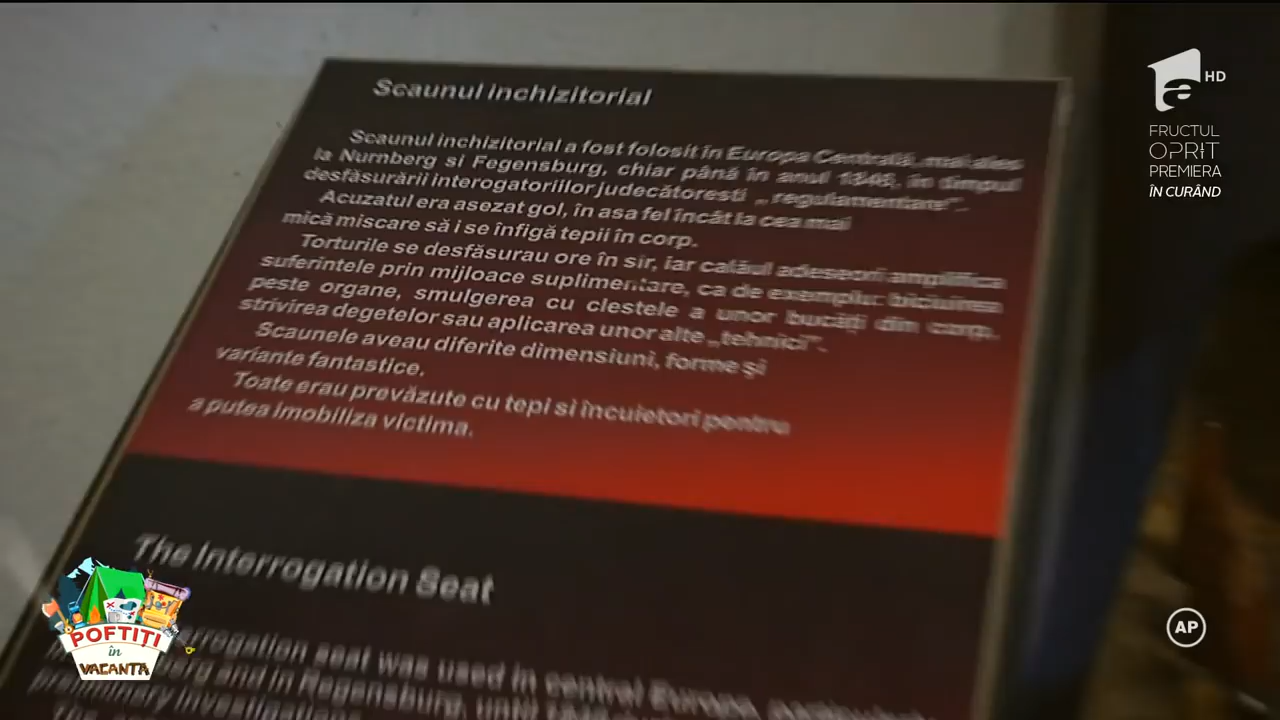 Scaunul inchizitorial
Scaunul inchizitorial a fost folosit în Europa Centrală, mai ales
la Nurnberg si Fegensburg, chiar până în anul 1846, în timpul
desfăsurării interogatoriilor judecătoresti „ regulamentare”.
Acuzatul era asezat gol, în asa fel încât la cea mai
mică miscare să i se înfigă tepii în corp.
Torturile se desfăsurau ore în sir, iar calăul adeseori amplifica
suferintele prin mijloace suplimentare, ca de exemplu: biciuirea
peste organe, smulgerea cu clestele a unor bucăți din corp.
strivirea degetelor sau aplicarea unor alte „tehnici”.
Scaunele aveau diferite dimensiuni, forme și
variante fantastice.
Toate erau prevăzute cu tepi si încuietori pentru
a putea imobiliza victima.
The Interrogation Seat
seat was used in central Europe
and in Regensburg, unto
preliminary investigations
The
HD
FRUCTUL
OPRIT
PREMIERA
ÎN CURÂND
AP
POFTIȚI
în
VACANȚĂ